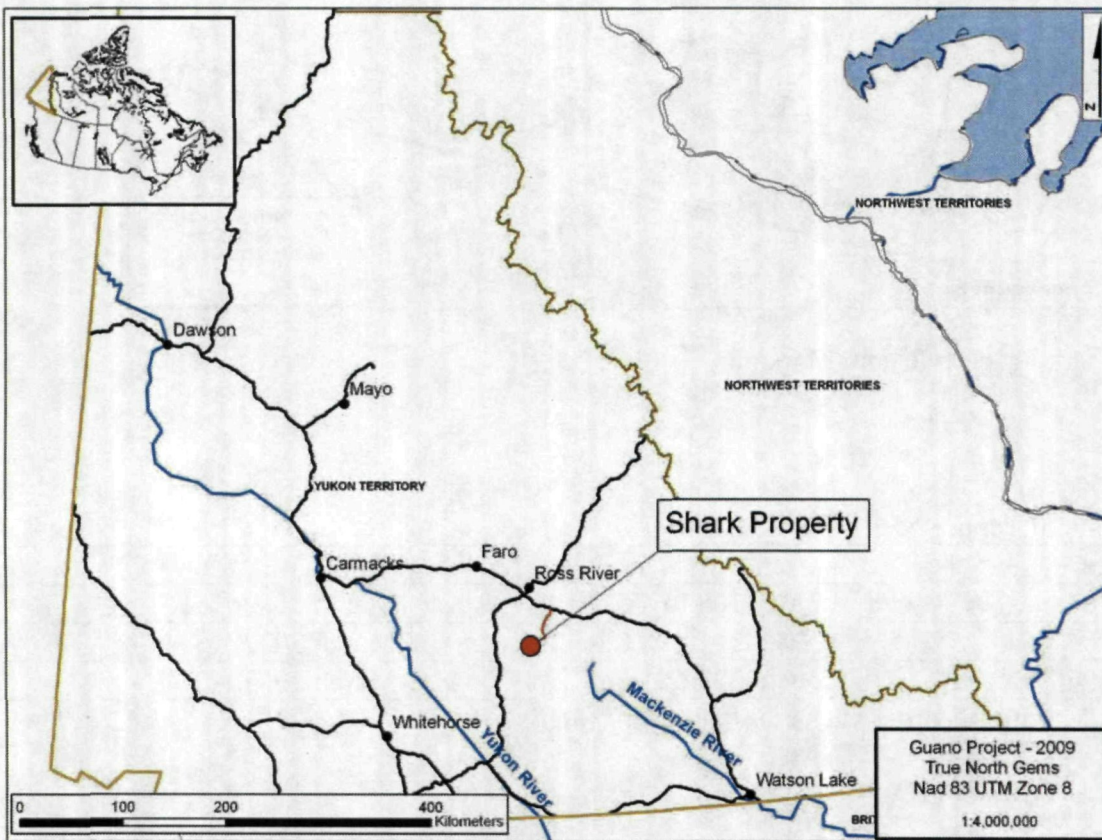 N
NORTHWEST TERRITORIES
Dawson
NORTHWEST TERRITORIES
Mayo
YUKON TERRITORY
Shark Property
Faro
Carmacks
Ross River
Mackenzie River
Whitehorse
Yukon River
Watson Lake
BRI
Guano Project - 2009
True North Gems
Nad 83 UTM Zone 8
1:4,000,000
0 100 200 400
Kilometers